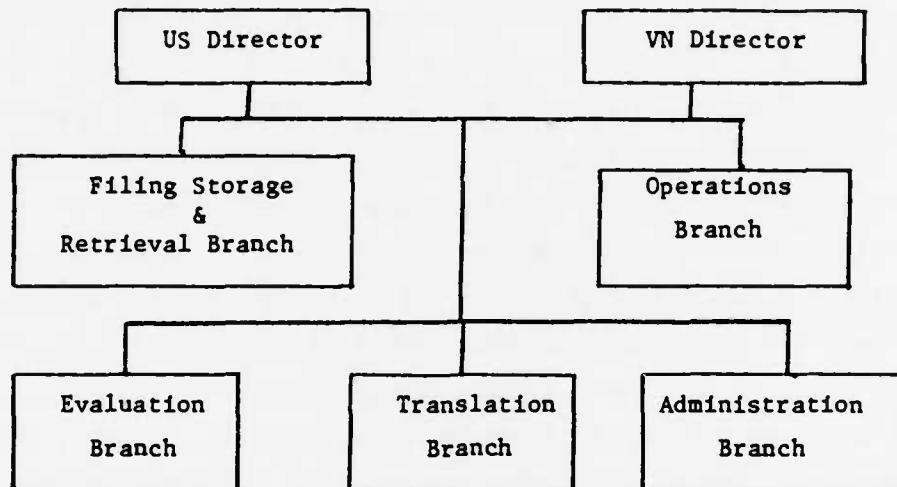 US Director
VN Director
Filing Storage
&
Retrieval Branch
Operations
Branch
Evaluation
Branch
Translation
Branch
Administration
Branch